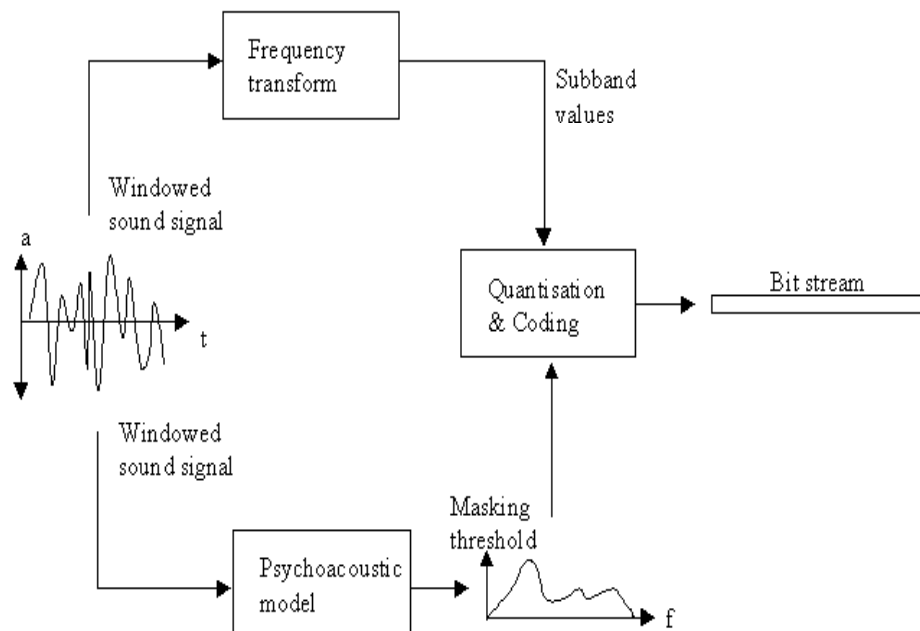 Frequency
transform
Subband
values
Windowed
sound signal
a
t
Quantisation
& Coding
Bit stream
Windowed
sound signal
Masking
threshold
Psychoacoustic
model
f